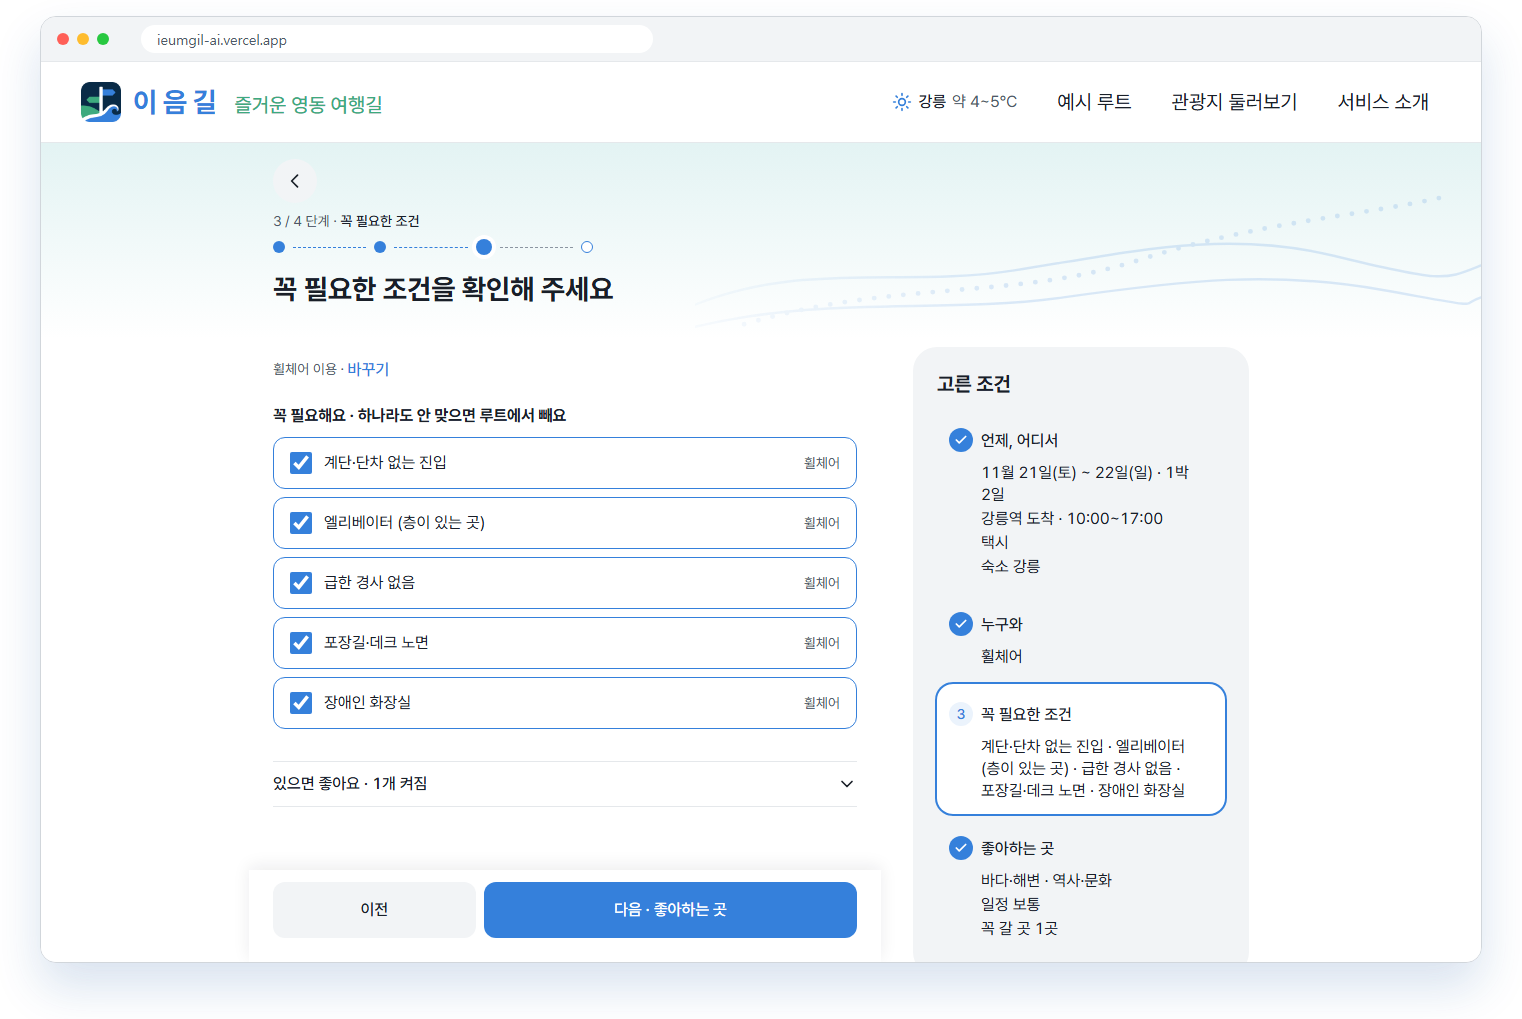 ieumgil-ai.vercel.app
이음길 즐거운 영동 여행길
강릉 약 4~5°C
예시 루트
관광지 둘러보기
서비스 소개
3 / 4 단계 · 꼭 필요한 조건
꼭 필요한 조건을 확인해 주세요
휠체어 이용 · 바꾸기
꼭 필요해요 · 하나라도 안 맞으면 루트에서 빼요
계단·단차 없는 진입 휠체어
엘리베이터 (층이 있는 곳) 휠체어
급한 경사 없음 휠체어
포장길·데크 노면 휠체어
장애인 화장실 휠체어
있으면 좋아요 · 1개 켜짐
이전
다음 · 좋아하는 곳
고른 조건
언제, 어디서
11월 21일(토) ~ 22일(일) · 1박
2일
강릉역 도착 · 10:00~17:00
택시
숙소 강릉
누구와
휠체어
3 꼭 필요한 조건
계단·단차 없는 진입 · 엘리베이터
(층이 있는 곳) · 급한 경사 없음 ·
포장길·데크 노면 · 장애인 화장실
좋아하는 곳
바다·해변 · 역사·문화
일정 보통
꼭 갈 곳 1곳